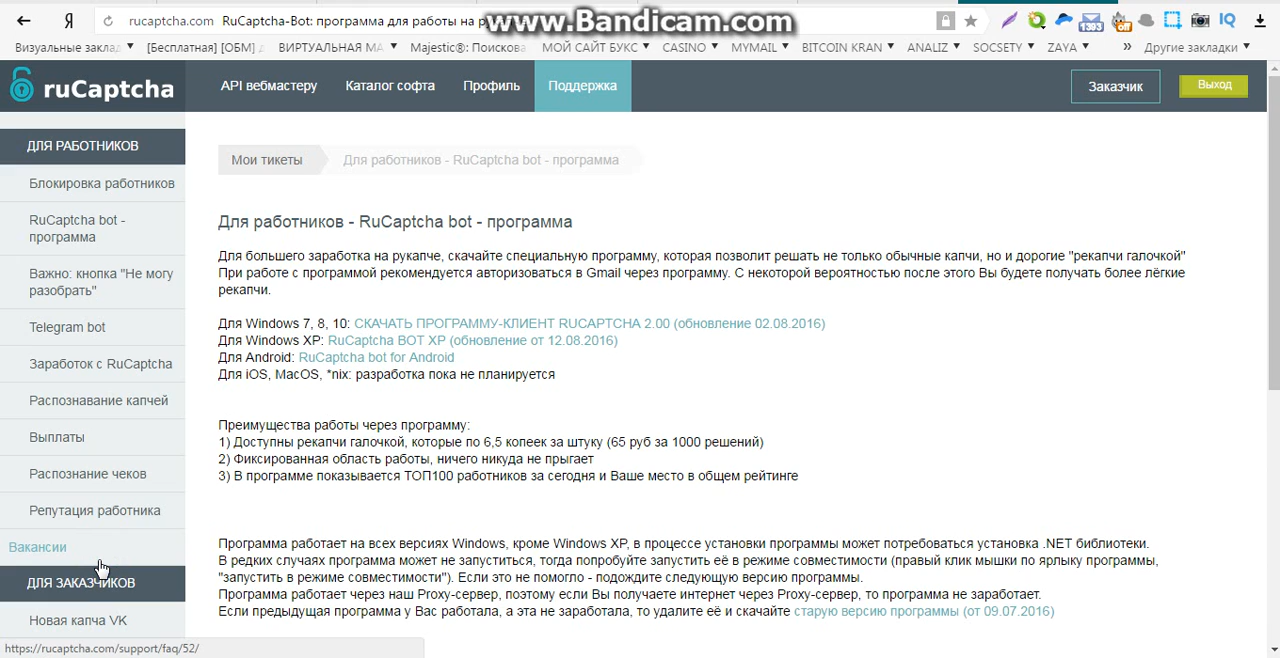 Я rucaptcha.com RuCaptcha-Bot: программа для работы на
www.Bandicam.com
1393 off IQ
Визуальные заклад [Бесплатная] [ОБМ] ВИРТУАЛЬНАЯ МА Majestic®: Поискова МОЙ САЙТ БУКС CASINO MYMAIL BITCOIN KRAN ANALIZ SOCSETY ZAYA » Другие закладки
ruCaptcha API вебмастеру Каталог софта Профиль Поддержка Заказчик Выход
ДЛЯ РАБОТНИКОВ
Блокировка работников
RuCaptcha bot -
программа
Важно: кнопка "Не могу
разобрать"
Telegram bot
Заработок с RuCaptcha
Распознавание капчей
Выплаты
Распознание чеков
Репутация работника
Вакансии
ДЛЯ ЗАКАЗЧИКОВ
Новая капча VK
Мои тикеты Для работников - RuCaptcha bot - программа
Для работников - RuCaptcha bot - программа
Для большего заработка на рукапче, скачайте специальную программу, которая позволит решать не только обычные капчи, но и дорогие "рекапчи галочкой"
При работе с программой рекомендуется авторизоваться в Gmail через программу. С некоторой вероятностью после этого Вы будете получать более лёгкие
рекапчи.
Для Windows 7, 8, 10: СКАЧАТЬ ПРОГРАММУ-КЛИЕНТ RUCAPTCHA 2.00 (обновление 02.08.2016)
Для Windows XP: RuCaptcha BOT XP (обновление от 12.08.2016)
Для Android: RuCaptcha bot for Android
Для iOS, MacOS, *nix: разработка пока не планируется
Преимущества работы через программу:
1) Доступны рекапчи галочкой, которые по 6,5 копеек за штуку (65 руб за 1000 решений)
2) Фиксированная область работы, ничего никуда не прыгает
3) В программе показывается ТОП100 работников за сегодня и Ваше место в общем рейтинге
Программа работает на всех версиях Windows, кроме Windows XP, в процессе установки программы может потребоваться установка .NET библиотеки.
В редких случаях программа может не запуститься, тогда попробуйте запустить её в режиме совместимости (правый клик мышки по ярлыку программы,
"запустить в режиме совместимости"). Если это не помогло - подождите следующую версию программы.
Программа работает через наш Proxy-сервер, поэтому если Вы получаете интернет через Proxy-сервер, то программа не заработает.
Если предыдущая программа у Вас работала, а эта не заработала, то удалите её и скачайте старую версию программы (от 09.07.2016)
https://rucaptcha.com/support/faq/52/